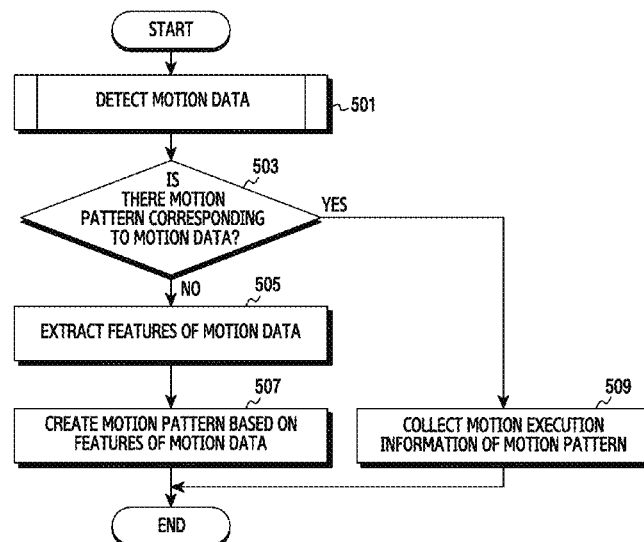 START
DETECT MOTION DATA
501
503
IS
THERE MOTION
PATTERN CORRESPONDING
TO MOTION DATA?
YES
NO
505
EXTRACT FEATURES OF MOTION DATA
507
CREATE MOTION PATTERN BASED ON
FEATURES OF MOTION DATA
509
COLLECT MOTION EXECUTION
INFORMATION OF MOTION PATTERN
END